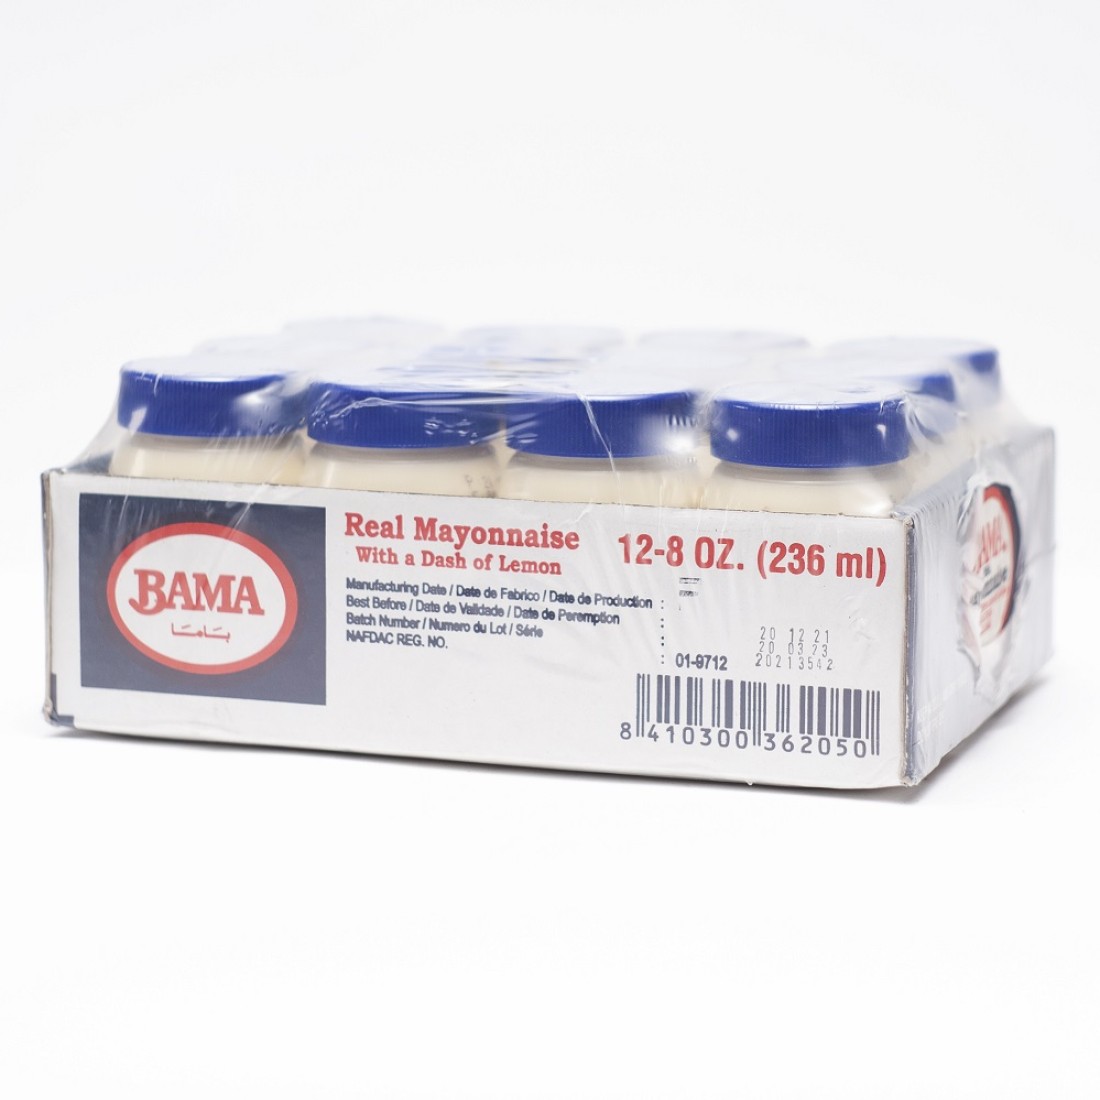 BAMA
بَامَا
Real Mayonnaise
With a Dash of Lemon
12-8 OZ. (236 ml)
Manufacturing Date / Date de Fabrico / Date de Production :
Best Before / Date de Validade / Date de Peremption :
Batch Number / Numero du Lot / Série :
NAFDAC REG. NO. : 01-9712
20 12 21
20 03 23
20213542
8 410300 362050
BAMA